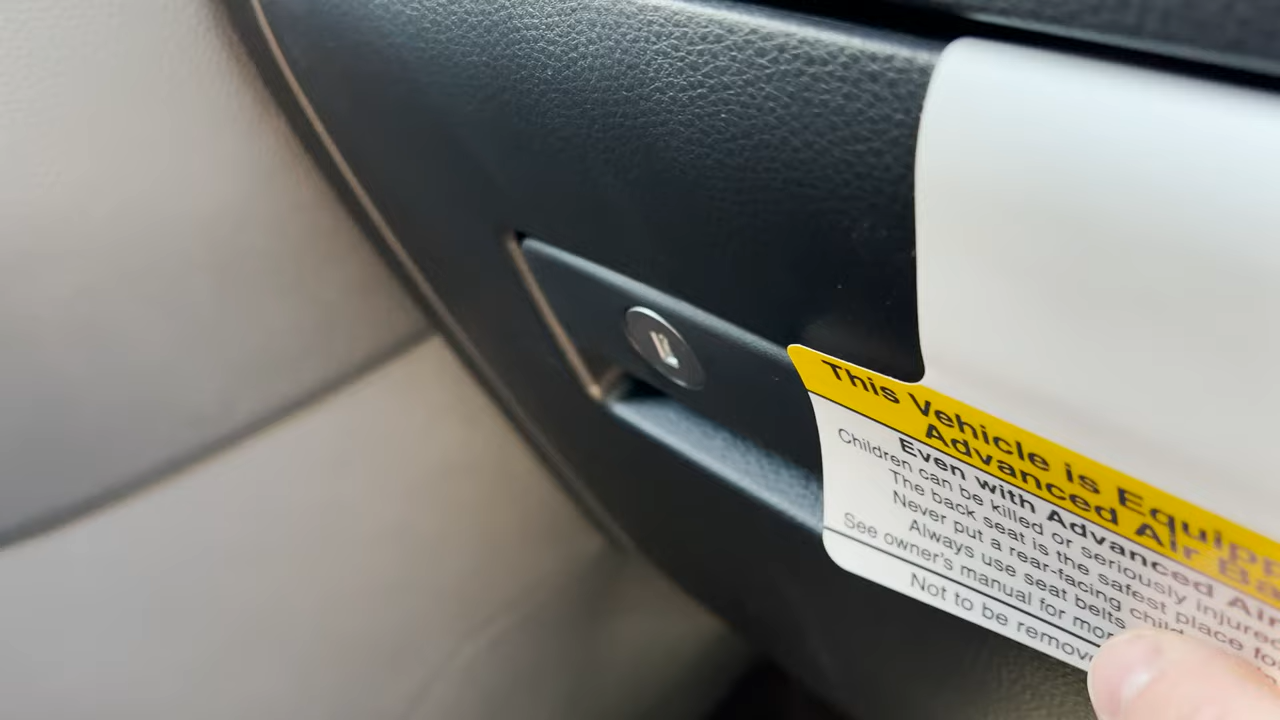 This Vehicle is Equipp
Advanced Air Ba
Even with Advanced Air
Children can be killed or seriously injured
The back seat is the safest place fo
Never put a rear-facing chil
Always use seat belts
See owner's manual for mor
Not to be remov